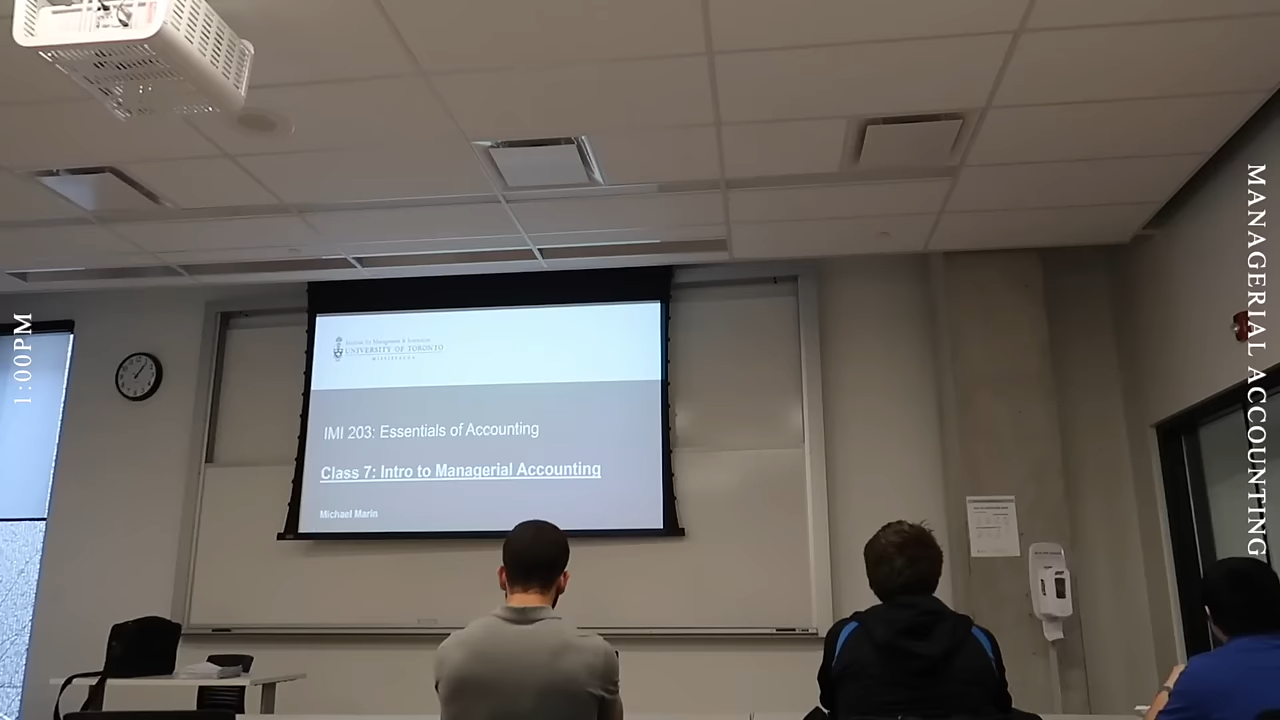 1:00PM
UNIVERSITY OF TORONTO
MISSISSAUGA
IMI 203: Essentials of Accounting
Class 7: Intro to Managerial Accounting
Michael Marin
MANAGERIAL ACCOUNTING